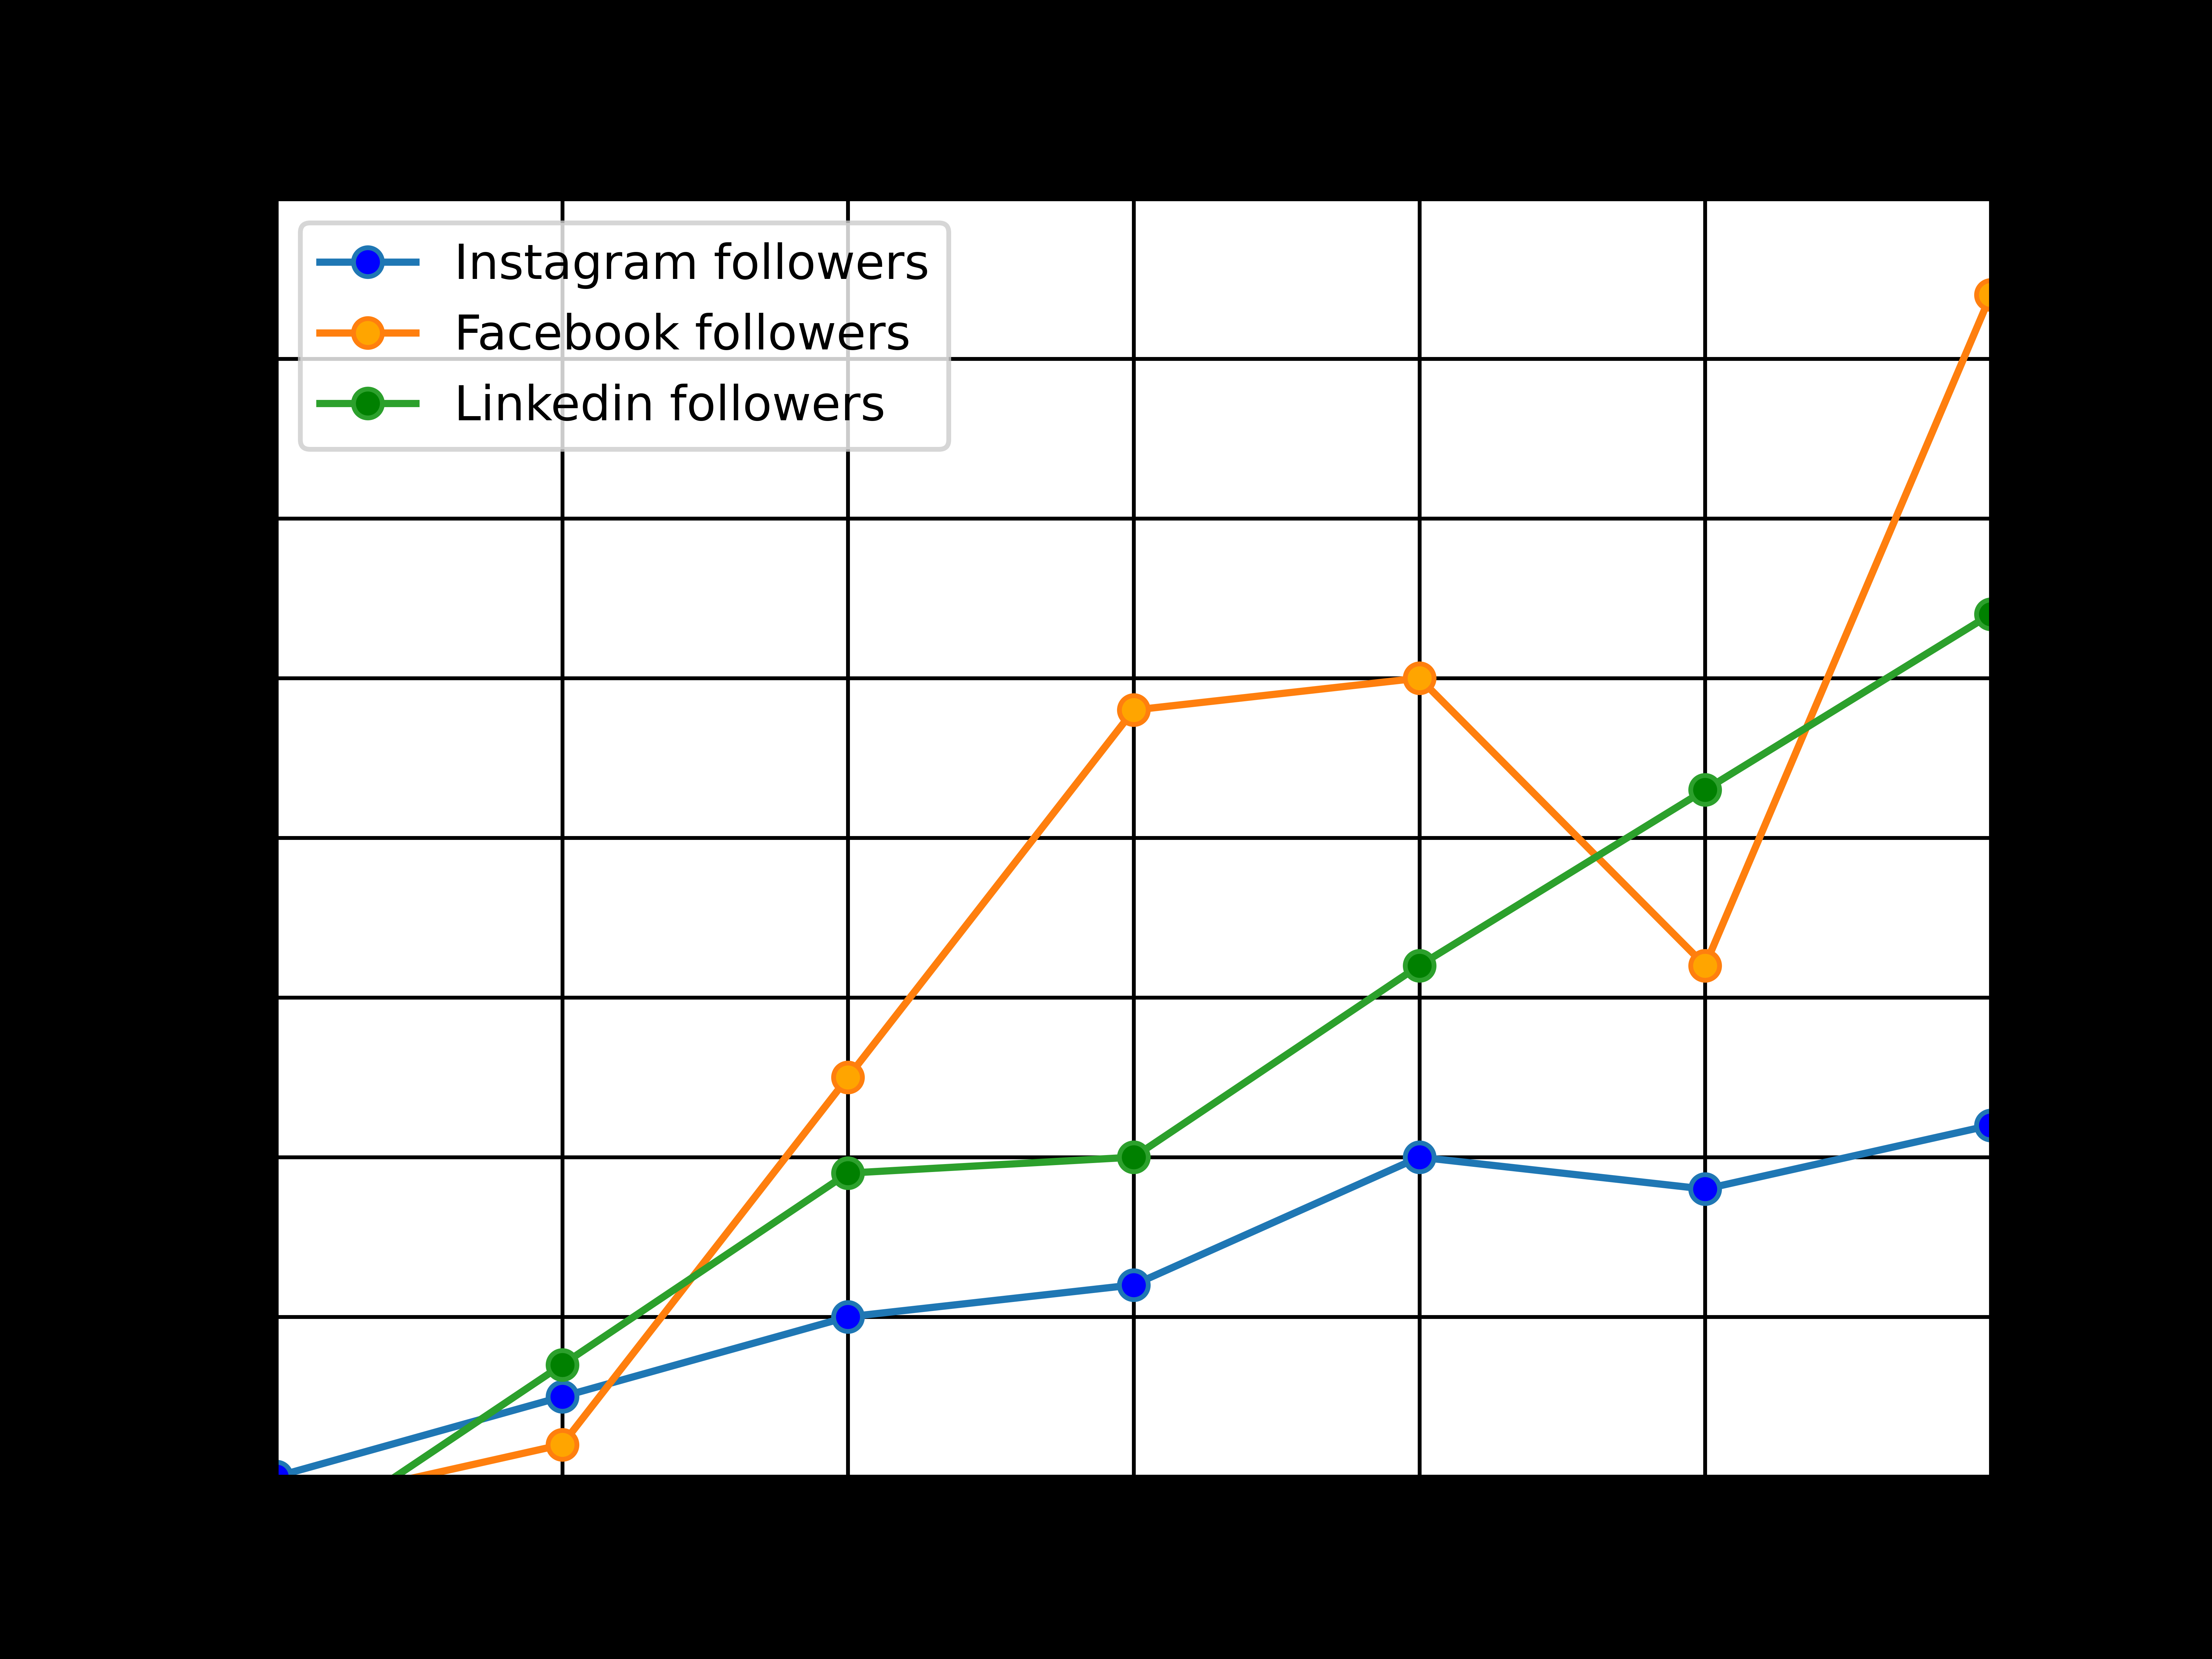 Instagram followers
Facebook followers
Linkedin followers